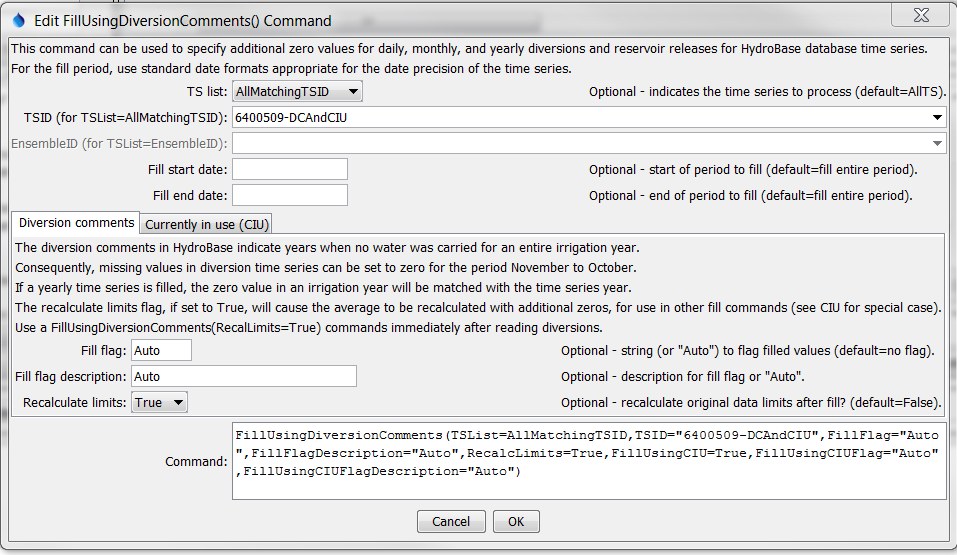 Edit FillUsingDiversionComments() Command
This command can be used to specify additional zero values for daily, monthly, and yearly diversions and reservoir releases for HydroBase database time series.
For the fill period, use standard date formats appropriate for the date precision of the time series.
TS list: AllMatchingTSID Optional - indicates the time series to process (default=AllTS).
TSID (for TSList=AllMatchingTSID): 6400509-DCAndCIU
EnsembleID (for TSList=EnsembleID):
Fill start date: Optional - start of period to fill (default=fill entire period).
Fill end date: Optional - end of period to fill (default=fill entire period).
Diversion comments Currently in use (CIU)
The diversion comments in HydroBase indicate years when no water was carried for an entire irrigation year.
Consequently, missing values in diversion time series can be set to zero for the period November to October.
If a yearly time series is filled, the zero value in an irrigation year will be matched with the time series year.
The recalculate limits flag, if set to True, will cause the average to be recalculated with additional zeros, for use in other fill commands (see CIU for special case).
Use a FillUsingDiversionComments(RecalLimits=True) commands immediately after reading diversions.
Fill flag: Auto Optional - string (or "Auto") to flag filled values (default=no flag).
Fill flag description: Auto Optional - description for fill flag or "Auto".
Recalculate limits: True Optional - recalculate original data limits after fill? (default=False).
Command:
FillUsingDiversionComments(TSList=AllMatchingTSID,TSID="6400509-DCAndCIU",FillFlag="Auto
",FillFlagDescription="Auto",RecalcLimits=True,FillUsingCIU=True,FillUsingCIUFlag="Auto"
,FillUsingCIUFlagDescription="Auto")
Cancel OK